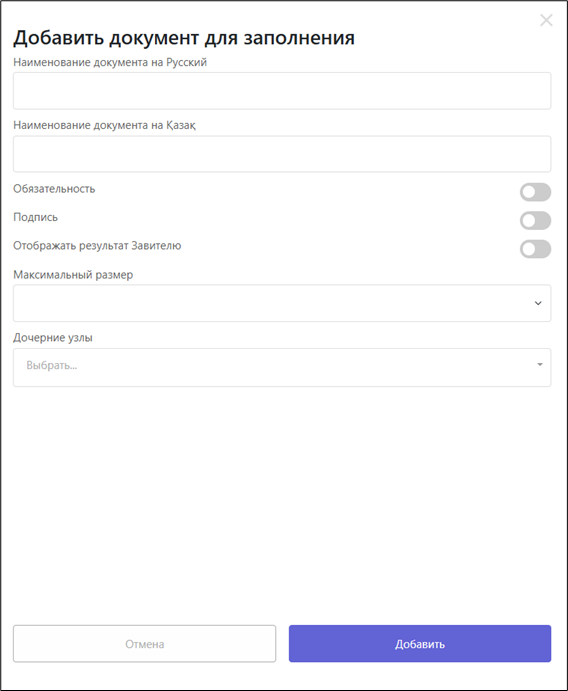 Добавить документ для заполнения
Наименование документа на Русский
Наименование документа на Қазақ
Обязательность
Подпись
Отображать результат Завителю
Максимальный размер
Дочерние узлы
Выбрать...
Отмена
Добавить